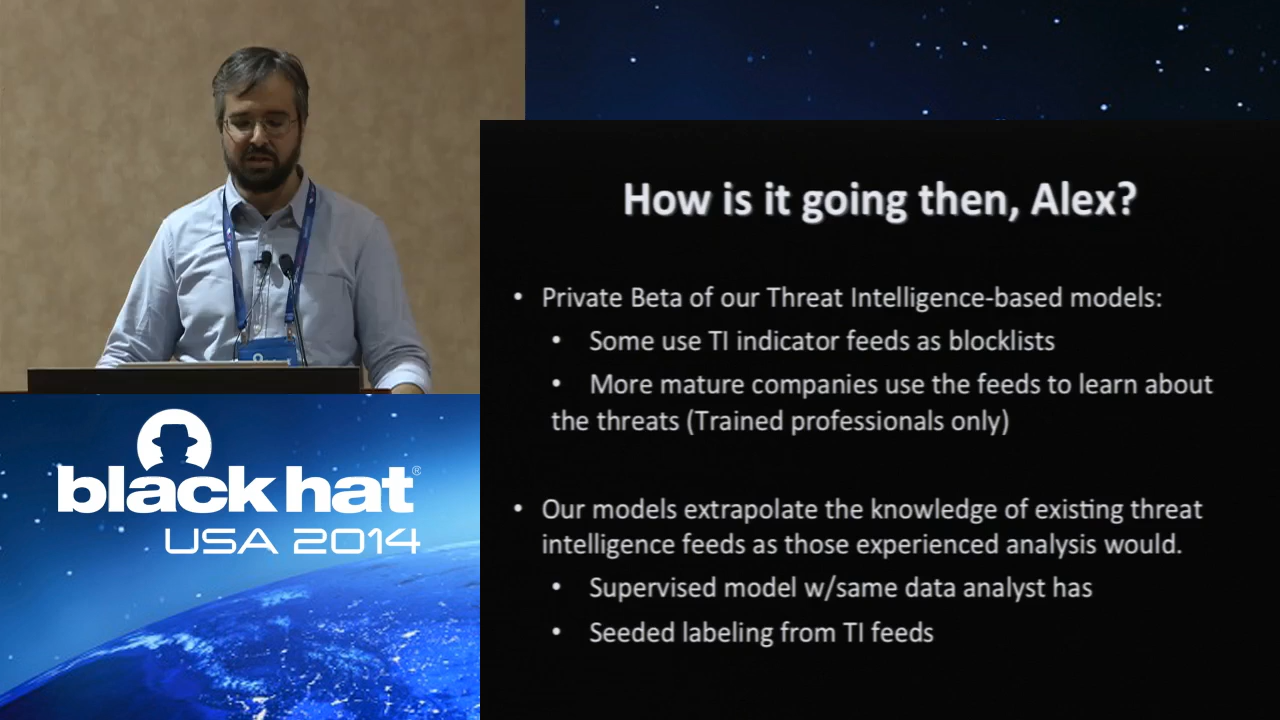 How is it going then, Alex?
• Private Beta of our Threat Intelligence-based models:
• Some use TI indicator feeds as blocklists
• More mature companies use the feeds to learn about
the threats (Trained professionals only)
• Our models extrapolate the knowledge of existing threat
intelligence feeds as those experienced analysis would.
• Supervised model w/same data analyst has
• Seeded labeling from TI feeds
black hat®
USA 2014